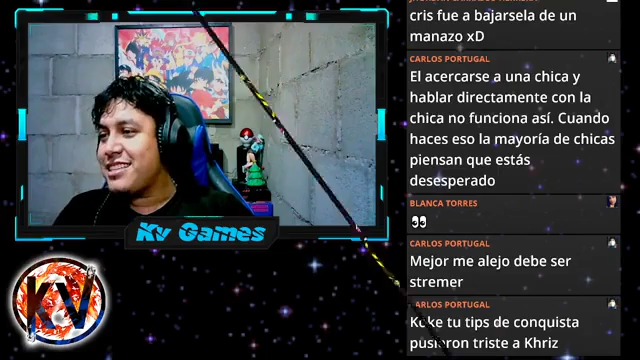 cris fue a bajarsela de un
manazo xD
CARLOS PORTUGAL
El acercarse a una chica y
hablar directamente con la
chica no funciona así. Cuando
haces eso la mayoría de chicas
piensan que estás
desesperado
BLANCA TORRES
CARLOS PORTUGAL
Mejor me alejo debe ser
stremer
CARLOS PORTUGAL
tu tips de conquista
pusieron triste a Khriz
Kv Games
KV